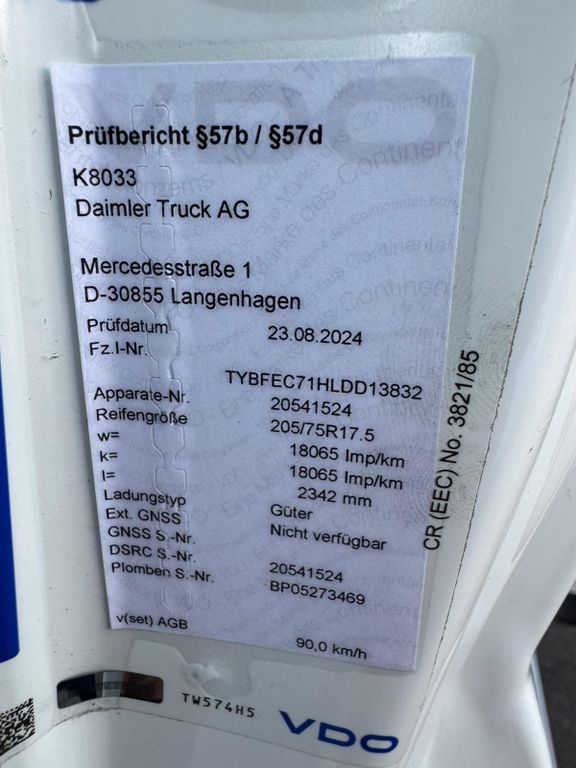 Prüfbericht §57b / §57d
K8033
Daimler Truck AG
Mercedesstraße 1
D-30855 Langenhagen
Prüfdatum 23.08.2024
Fz.I-Nr.
TYBFEC71HLDD13832
Apparate-Nr. 20541524
Reifengröße 205/75R17.5
w= 18065 Imp/km
k= 18065 Imp/km
l= 2342 mm
Ladungstyp Güter
Ext. GNSS Nicht verfügbar
GNSS S.-Nr.
DSRC S.-Nr. 20541524
Plomben S.-Nr. BP05273469
v(set) AGB 90,0 km/h
CR (EEC) No. 3821/85
TW574H5
VDO